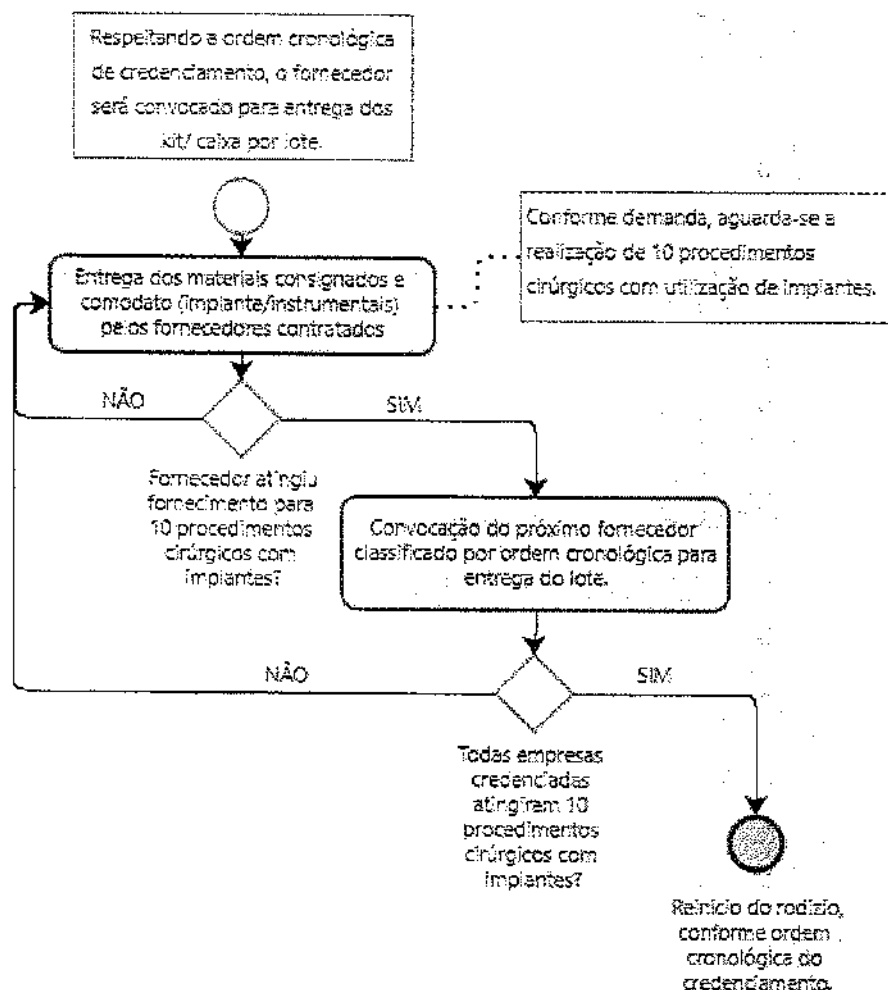 Respeitando a ordem cronológica
de credenciamento, o fornecedor
será convocado para entrega dos
kit/ caixa por lote.
Conforme demanda, aguarda-se a
realização de 10 procedimentos
cirúrgicos com utilização de implantes.
Entrega dos materiais consignados e
comodato (implante/instrumentais)
pelos fornecedores contratados
NÃO
SIM
Fornecedor atingiu
fornecimento para
10 procedimentos
cirúrgicos com
implantes?
Convocação do próximo fornecedor
classificado por ordem cronológica para
entrega do lote.
NÃO
SIM
Todas empresas
credenciadas
atingiram 10
procedimentos
cirúrgicos com
implantes?
Reinício do rodízio,
conforme ordem
cronológica do
credenciamento.